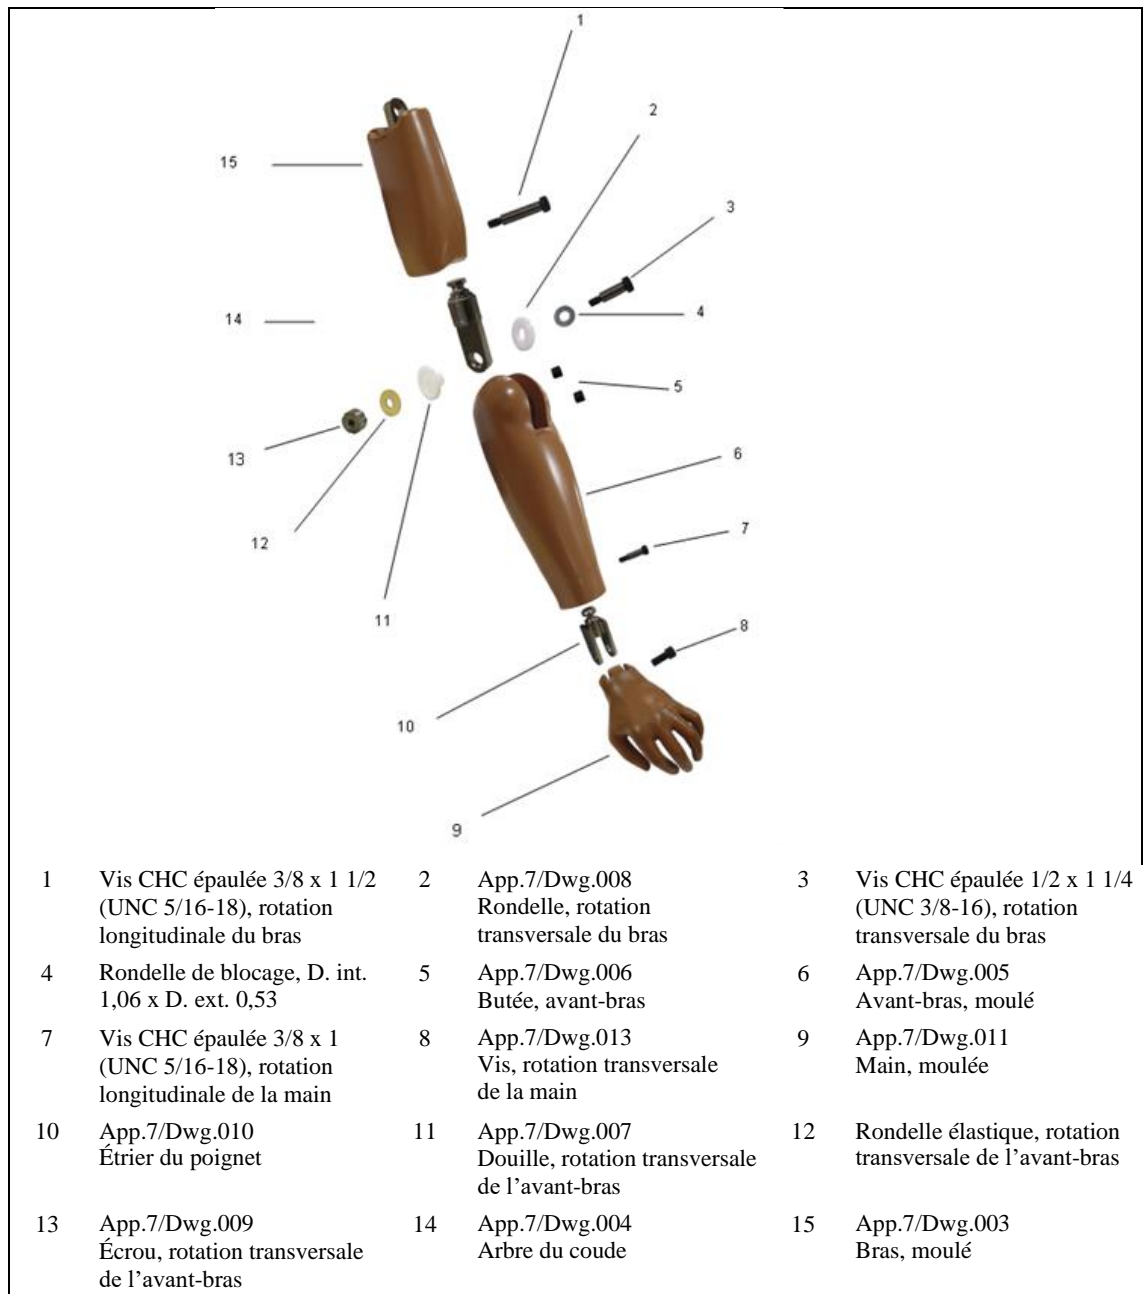 1
2
15
3
14
4
5
13
6
12
7
11
8
10
9
1 Vis CHC épaulée 3/8 x 1 1/2 2 App.7/Dwg.008 3 Vis CHC épaulée 1/2 x 1 1/4
(UNC 5/16-18), rotation Rondelle, rotation (UNC 3/8-16), rotation
longitudinale du bras transversale du bras transversale du bras
4 Rondelle de blocage, D. int. 5 App.7/Dwg.006 6 App.7/Dwg.005
1,06 x D. ext. 0,53 Butée, avant-bras Avant-bras, moulé
7 Vis CHC épaulée 3/8 x 1 8 App.7/Dwg.013 9 App.7/Dwg.011
(UNC 5/16-18), rotation Vis, rotation transversale Main, moulée
longitudinale de la main de la main
10 App.7/Dwg.010 11 App.7/Dwg.007 12 Rondelle élastique, rotation
Étrier du poignet Douille, rotation transversale transversale de l’avant-bras
de l’avant-bras
13 App.7/Dwg.009 14 App.7/Dwg.004 15 App.7/Dwg.003
Écrou, rotation transversale Arbre du coude Bras, moulé
de l’avant-bras